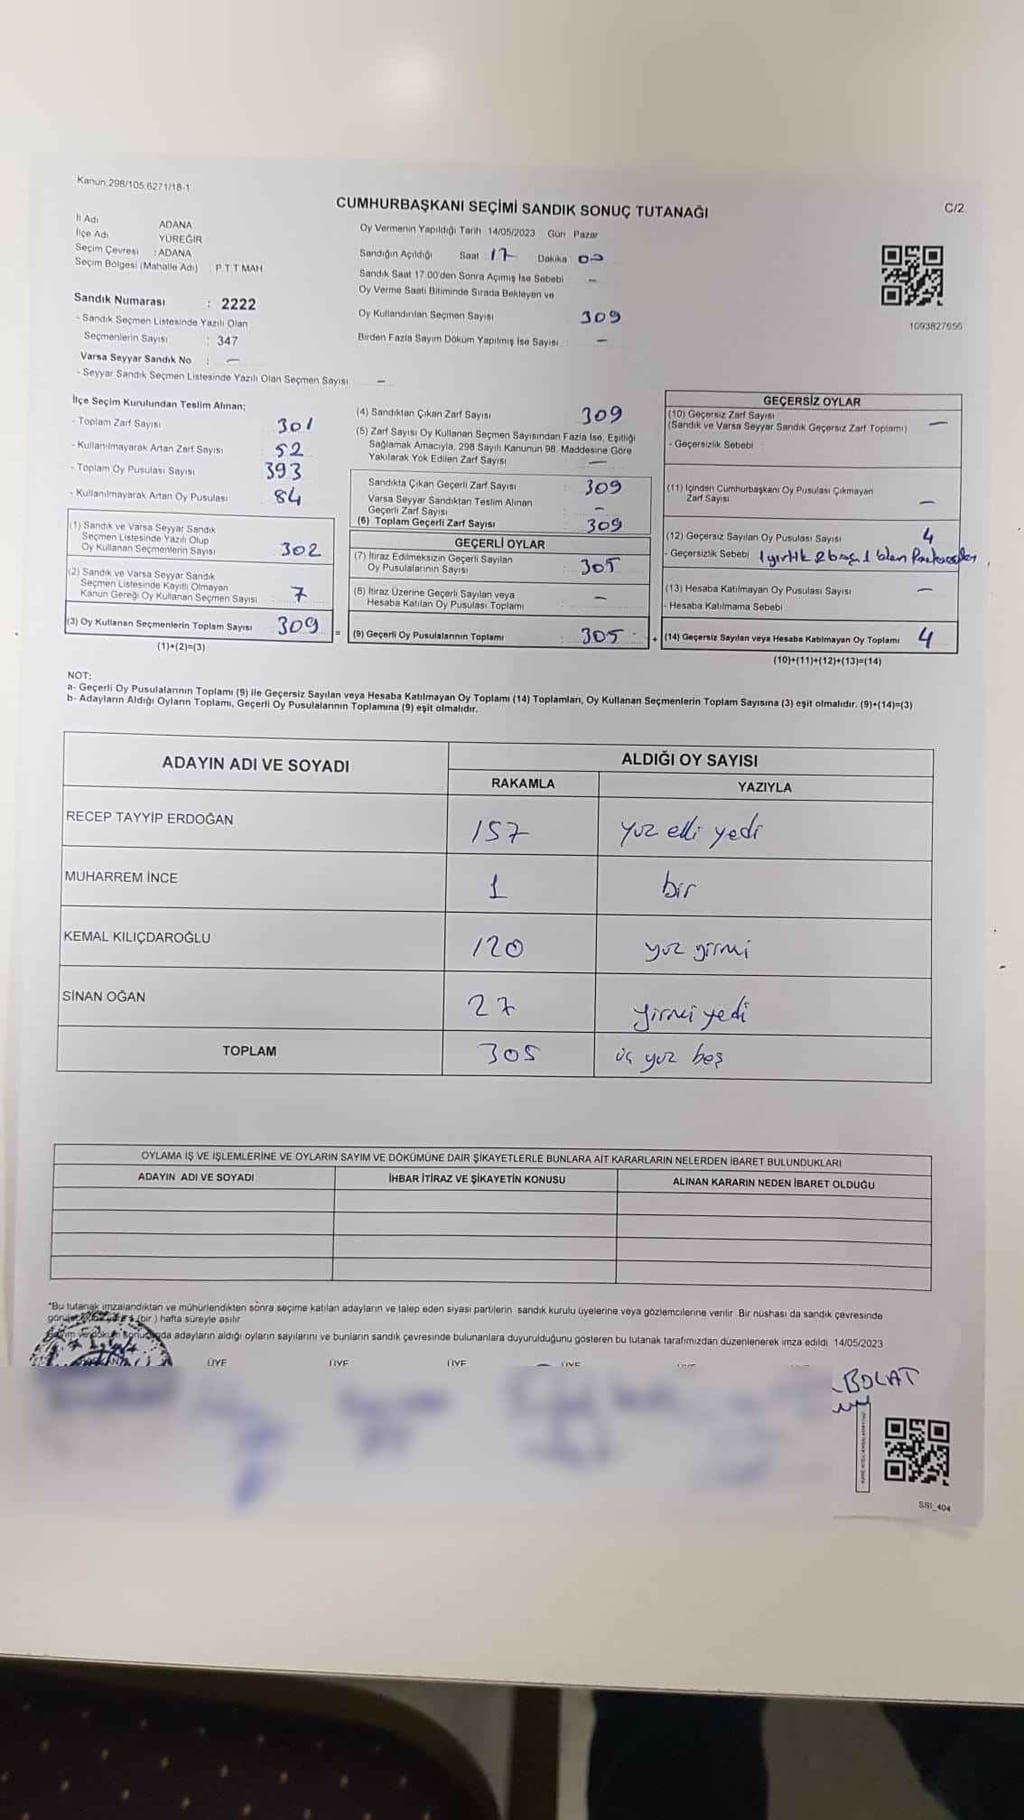 Kanun:298/105,6271/18-1
CUMHURBAŞKANI SEÇİMİ SANDIK SONUÇ TUTANAĞI
C/2
İl Adı ADANA
İlçe Adı YÜREĞİR
Seçim Çevresi : ADANA
Seçim Bölgesi (Mahalle Adı) P.T.T MAH
Sandık Numarası : 2222
- Sandık Seçmen Listesinde Yazılı Olan
Seçmenlerin Sayısı : 347
Varsa Seyyar Sandık No : —
- Seyyar Sandık Seçmen Listesinde Yazılı Olan Seçmen Sayısı —
Oy Vermenin Yapıldığı Tarih 14/05/2023 Gün Pazar
Sandığın Açıldığı Saat 17 Dakika 00
Sandık Saat 17.00'den Sonra Açımış İse Sebebi —
Oy Verme Saati Bitiminde Sırada Bekleyen ve
Oy Kullandırılan Seçmen Sayısı 309
Birden Fazla Sayım Döküm Yapılmış İse Sayısı : —
1093827656
İlçe Seçim Kurulundan Teslim Alınan;
- Toplam Zarf Sayısı 301
- Kullanılmayarak Artan Zarf Sayısı 52
- Toplam Oy Pusulası Sayısı 393
- Kullanılmayarak Artan Oy Pusulası 84
(1) Sandık ve Varsa Seyyar Sandık
Seçmen Listesinde Yazılı Olup
Oy Kullanan Seçmenlerin Sayısı 302
(2) Sandık ve Varsa Seyyar Sandık
Seçmen Listesinde Kayıtlı Olmayan
Kanun Gereği Oy Kullanan Seçmen Sayısı 7
(3) Oy Kullanan Seçmenlerin Toplam Sayısı 309 =
(1)+(2)=(3)
(4) Sandıktan Çıkan Zarf Sayısı 309
(5) Zarf Sayısı Oy Kullanan Seçmen Sayısından Fazla İse, Eşitliği
Sağlamak Amacıyla, 298 Sayılı Kanunun 98. Maddesine Göre
Yakılarak Yok Edilen Zarf Sayısı —
Sandıkta Çıkan Geçerli Zarf Sayısı 309
Varsa Seyyar Sandıktan Teslim Alınan
Geçerli Zarf Sayısı —
(6) Toplam Geçerli Zarf Sayısı 309
GEÇERLİ OYLAR
(7) İtiraz Edilmeksizin Geçerli Sayılan
Oy Pusulalarının Sayısı 305
(8) İtiraz Üzerine Geçerli Sayılan veya
Hesaba Katılan Oy Pusulası Toplamı —
(9) Geçerli Oy Pusulalarının Toplamı : 305 +
GEÇERSİZ OYLAR
(10) Geçersiz Zarf Sayısı
(Sandık ve Varsa Seyyar Sandık Geçersiz Zarf Toplamı) —
- Geçersizlik Sebebi
(11) İçinden Cumhurbaşkanı Oy Pusulası Çıkmayan
Zarf Sayısı —
(12) Geçersiz Sayılan Oy Pusulası Sayısı 4
- Geçersizlik Sebebi 1 yırtık 2 boş, 1
(13) Hesaba Katılmayan Oy Pusulası Sayısı —
- Hesaba Katılmama Sebebi
(14) Geçersiz Sayılan veya Hesaba Katılmayan Oy Toplamı 4
(10)+(11)+(12)+(13)=(14)
NOT:
a- Geçerli Oy Pusulalarının Toplamı (9) ile Geçersiz Sayılan veya Hesaba Katılmayan Oy Toplamı (14) Toplamları, Oy Kullanan Seçmenlerin Toplam Sayısına (3) eşit olmalıdır. (9)+(14)=(3)
b- Adayların Aldığı Oyların Toplamı, Geçerli Oy Pusulalarının Toplamına (9) eşit olmalıdır.
ADAYIN ADI VE SOYADI ALDIĞI OY SAYISI
RAKAMLA YAZIYLA
RECEP TAYYİP ERDOĞAN 157 yüz elli yedi
MUHARREM İNCE 1 bir
KEMAL KILIÇDAROĞLU 120 yüz yirmi
SİNAN OĞAN 27 yirmi yedi
TOPLAM 305 üç yüz beş
OYLAMA İŞ VE İŞLEMLERİNE VE OYLARIN SAYIM VE DÖKÜMÜNE DAİR ŞİKAYETLERLE BUNLARA AİT KARARLARIN NELERDEN İBARET BULUNDUKLARI
ADAYIN ADI VE SOYADI İHBAR İTİRAZ VE ŞİKAYETİN KONUSU ALINAN KARARIN NEDEN İBARET OLDUĞU
*Bu tutanak imzalandıktan ve mühürlendikten sonra seçime katılan adayların ve talep eden siyasi partilerin sandık kurulu üyelerine veya gözlemcilerine verilir. Bir nüshası da sandık çevresinde
(bir) hafta süreyle asılır
adayların aldığı oyların sayılarını ve bunların sandık çevresinde bulunanlara duyurulduğunu gösteren bu tutanak tarafımızdan düzenlenerek imza edildi. 14/05/2023
ÜYE ÜYE ÜYE ÜYE
BOLAT
SSI_404